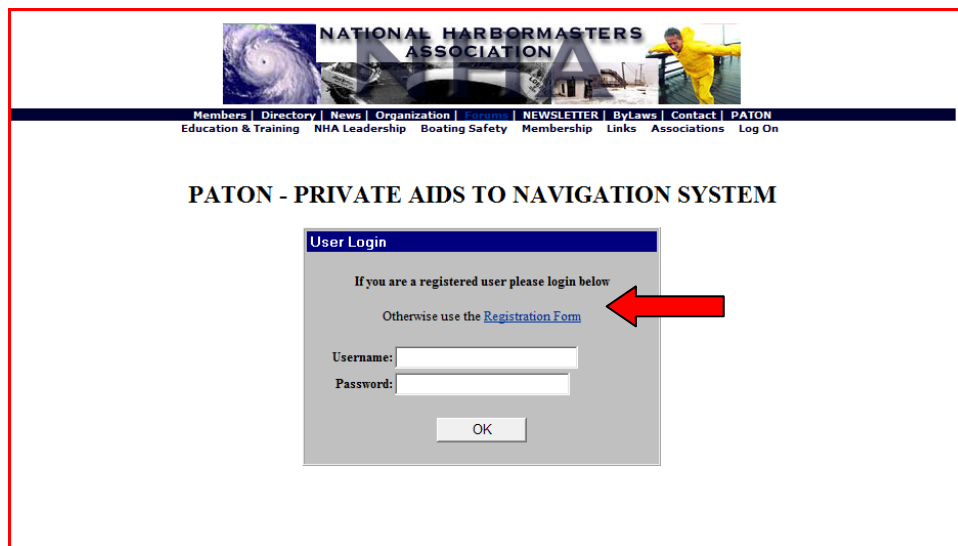 NATIONAL HARBORMASTERS
ASSOCIATION
NHA
Members | Directory | News | Organization | Forums | NEWSLETTER | ByLaws | Contact | PATON
Education & Training NHA Leadership Boating Safety Membership Links Associations Log On
PATON - PRIVATE AIDS TO NAVIGATION SYSTEM
User Login
If you are a registered user please login below
Otherwise use the Registration Form
Username:
Password:
OK